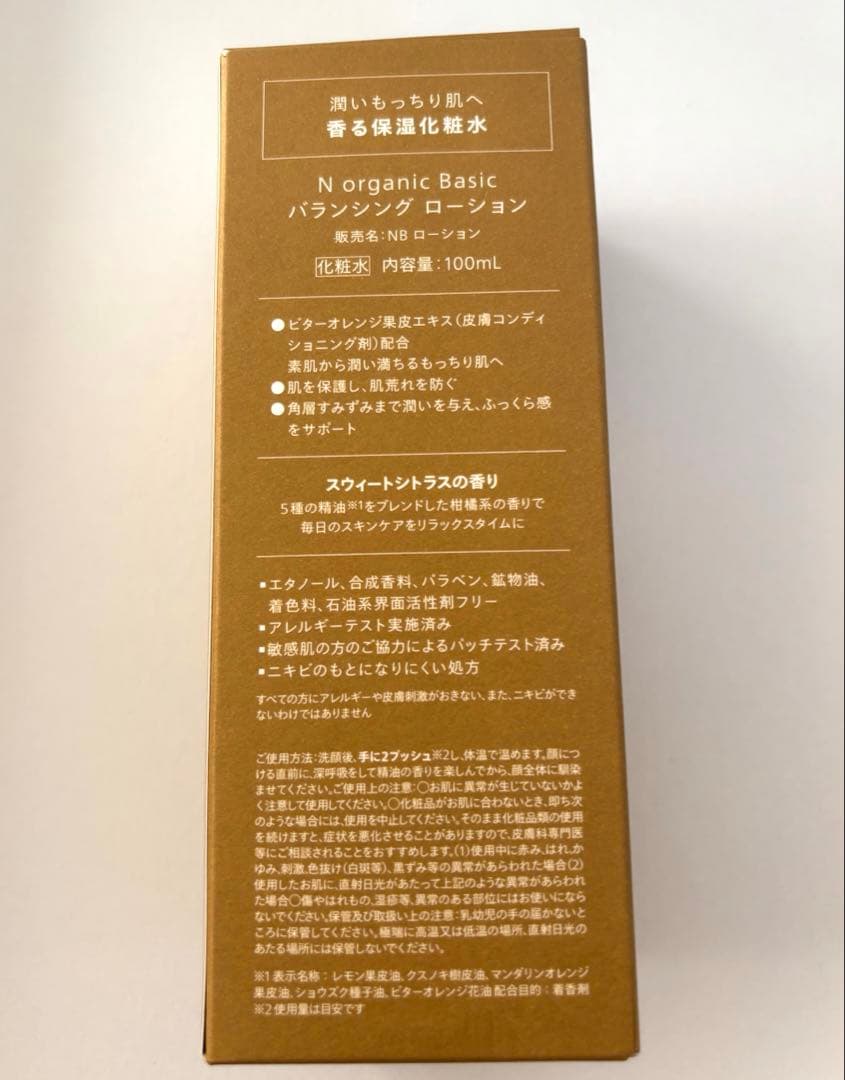 潤いもっちり肌へ
香る保湿化粧水
N organic Basic
バランシング ローション
販売名:NB ローション
化粧水 内容量:100mL
●ビターオレンジ果皮エキス(皮膚コンディ
ショニング剤)配合
素肌から潤い満ちるもっちり肌へ
●肌を保護し、肌荒れを防ぐ
●角層すみずみまで潤いを与え、ふっくら感
をサポート
スウィートシトラスの香り
5種の精油※1をブレンドした柑橘系の香りで
毎日のスキンケアをリラックスタイムに
▪エタノール、合成香料、パラベン、鉱物油、
着色料、石油系界面活性剤フリー
▪アレルギーテスト実施済み
▪敏感肌の方のご協力によるパッチテスト済み
▪ニキビのもとになりにくい処方
すべての方にアレルギーや皮膚刺激がおきない、また、ニキビができ
ないわけではありません
ご使用方法:洗顔後、手に2プッシュ※2し、体温で温めます。顔につ
ける直前に、深呼吸をして精油の香りを楽しんでから、顔全体に馴染
ませてください。ご使用上の注意:○お肌に異常が生じていないかよ
く注意して使用してください。○化粧品がお肌に合わないとき、即ち次
のような場合には、使用を中止してください。そのまま化粧品類の使用
を続けますと、症状を悪化させることがありますので、皮膚科専門医
等にご相談されることをおすすめします。(1)使用中に赤み、はれ、か
ゆみ、刺激、色抜け(白斑等)、黒ずみ等の異常があらわれた場合(2)
使用したお肌に、直射日光があたって上記のような異常があらわれ
た場合○傷やはれもの、湿疹等、異常のある部位にはお使いになら
ないでください。保管及び取扱い上の注意:乳幼児の手の届かないと
ころに保管してください。極端に高温又は低温の場所、直射日光の
あたる場所には保管しないでください。
※1 表示名称: レモン果皮油、クスノキ樹皮油、マンダリンオレンジ
果皮油、ショウズク種子油、ビターオレンジ花油 配合目的:着香剤
※2 使用量は目安です